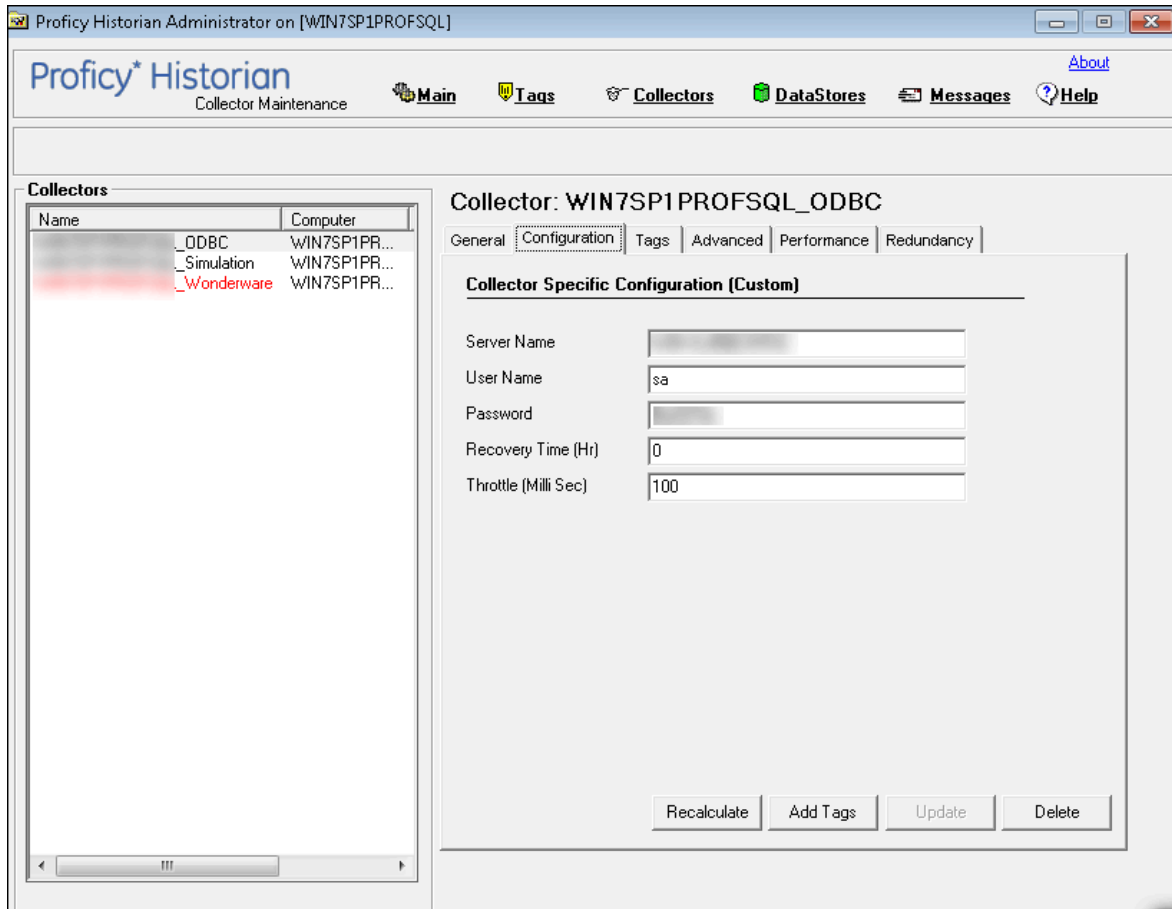 Proficy Historian Administrator on [WIN7SP1PROFSQL]
Proficy* Historian
Collector Maintenance
Main Tags Collectors DataStores Messages Help
About
Collectors
Name Computer
_ODBC WIN7SP1PR...
_Simulation WIN7SP1PR...
_Wonderware WIN7SP1PR...
Collector: WIN7SP1PROFSQL_ODBC
General Configuration Tags Advanced Performance Redundancy
Collector Specific Configuration (Custom)
Server Name
User Name sa
Password
Recovery Time (Hr) 0
Throttle (Milli Sec) 100
Recalculate Add Tags Update Delete